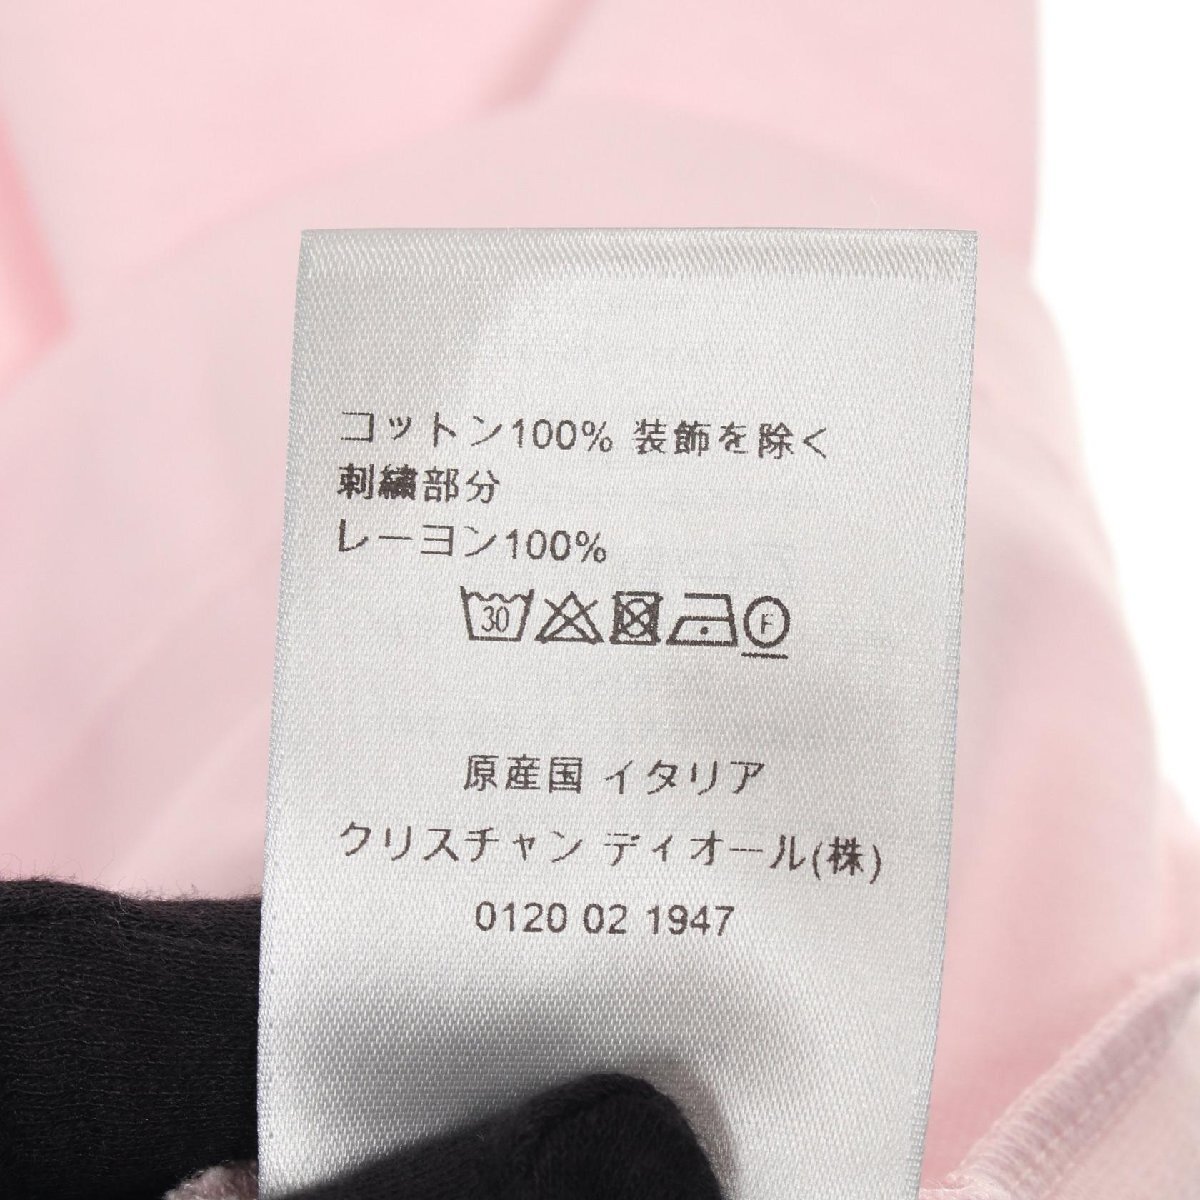 コットン100% 装飾を除く
刺繍部分
レーヨン100%
30 F
原産国 イタリア
クリスチャン ディオール(株)
0120 02 1947